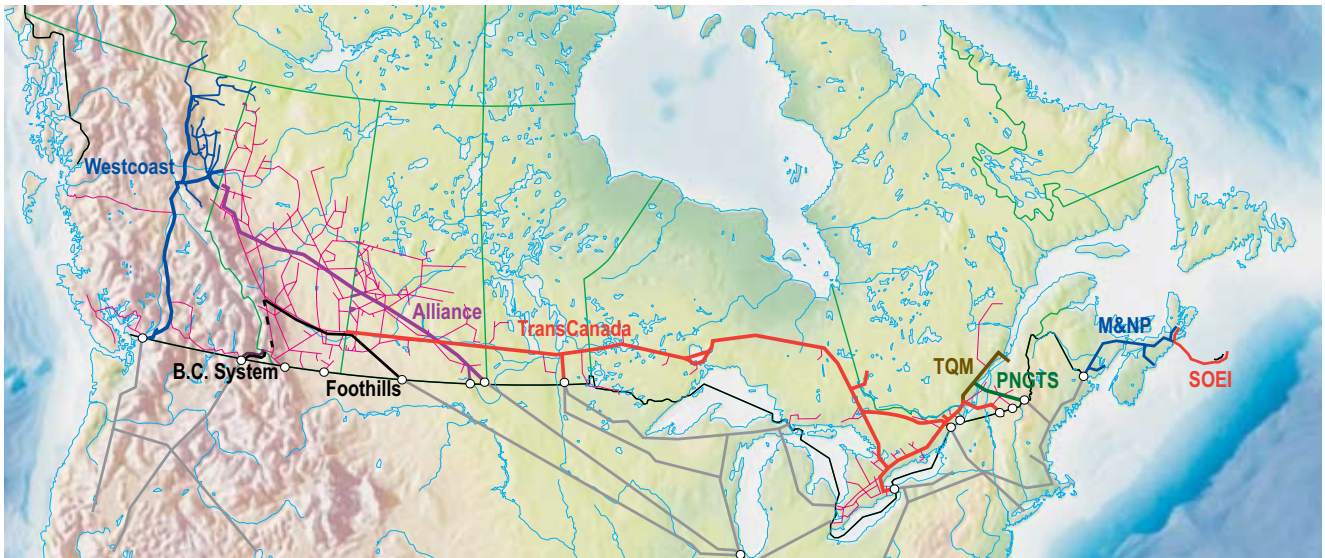 Westcoast
Alliance
TransCanada
M&NP
B.C. System
Foothills
TQM
PNGTS
SOEI